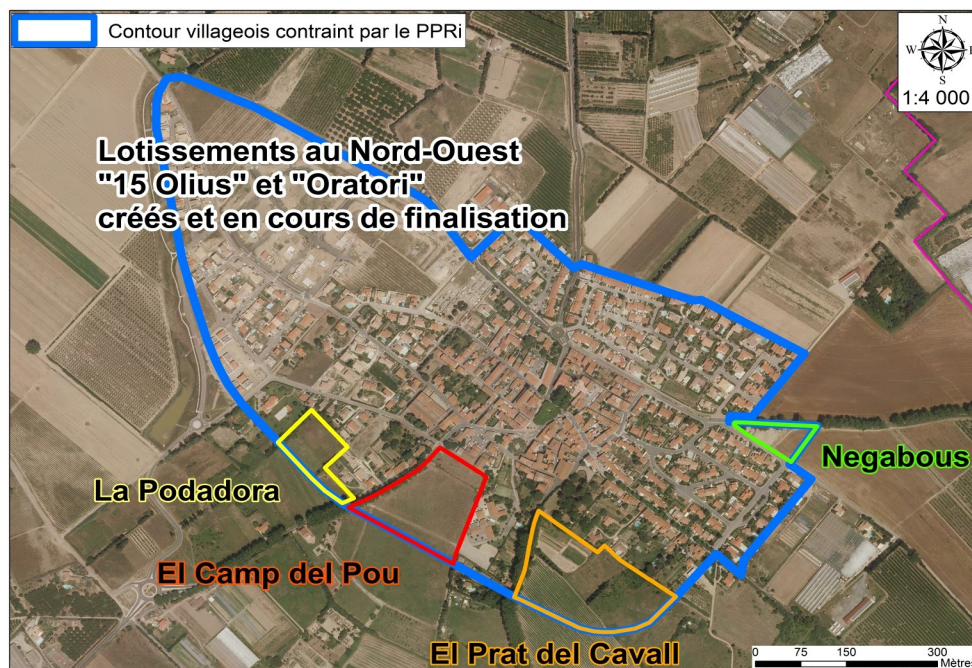 Contour villageois contraint par le PPRi
N
W
E
S
1:4 000
Lotissements au Nord-Ouest
"15 Olius" et "Oratori"
créés et en cours de finalisation
Negabous
La Podadora
El Camp del Pou
El Prat del Cavall
0 75 150 300
Mètres